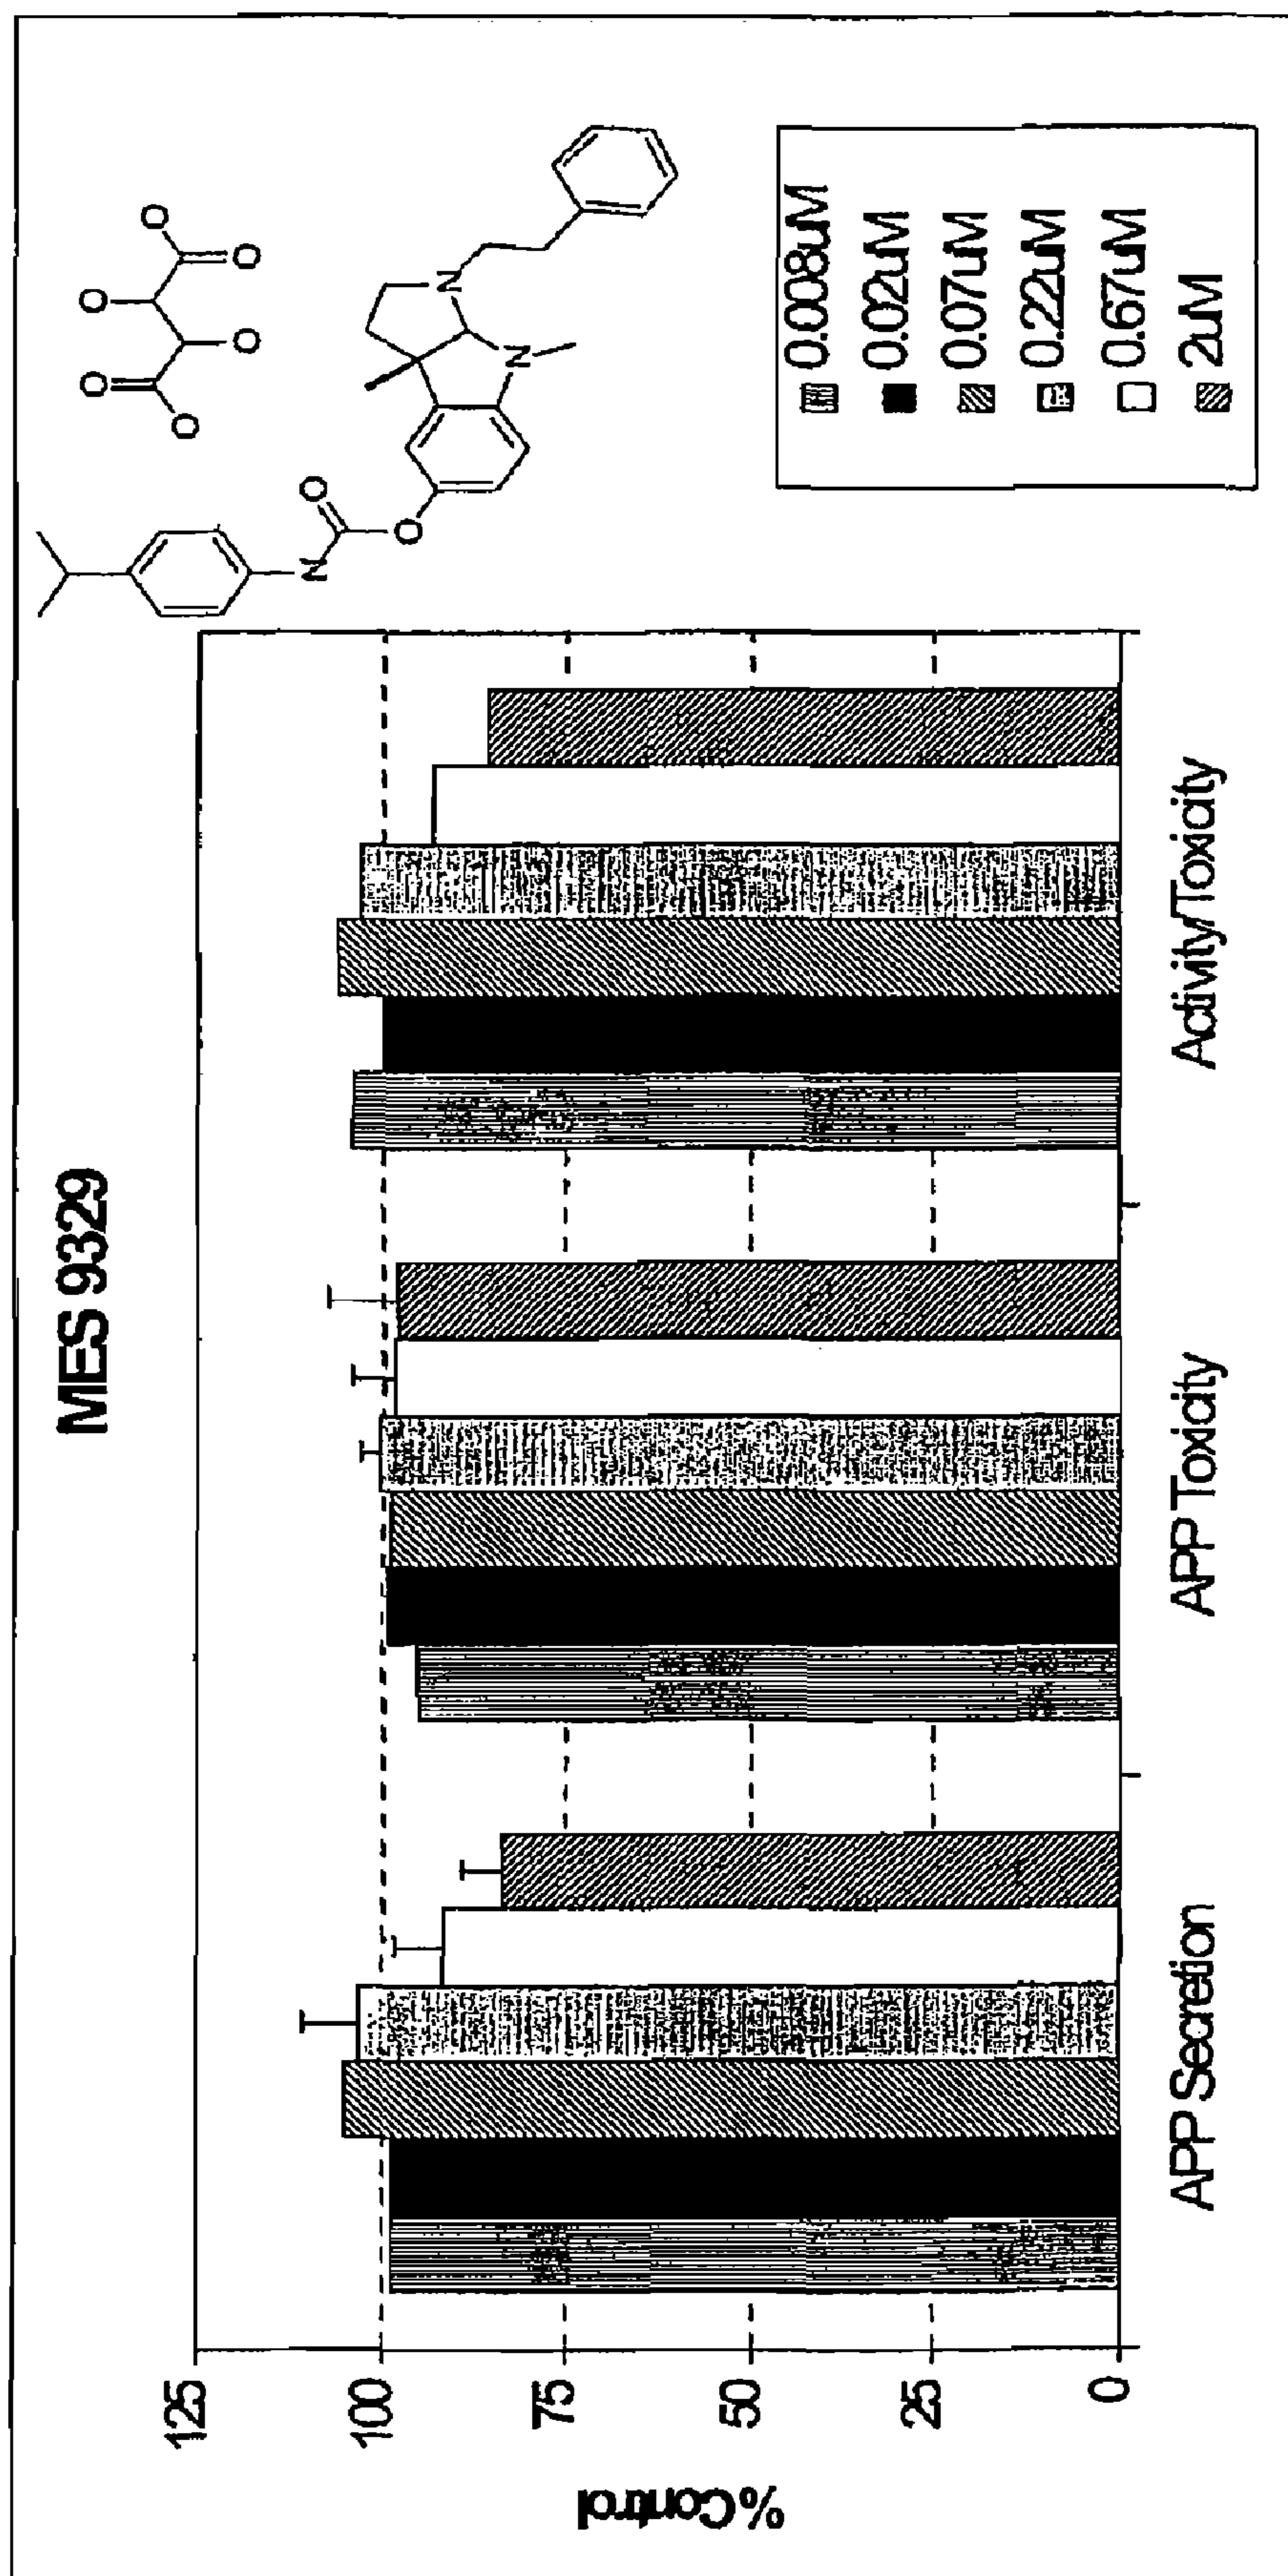 MES 9329
% Control
125
100
75
50
25
0
APP Secretion
APP Toxicity
Activity/Toxicity
O
O
O
O
O
O
N
O
O
N
N
0.008uM
0.02uM
0.07uM
0.22uM
0.67uM
2uM